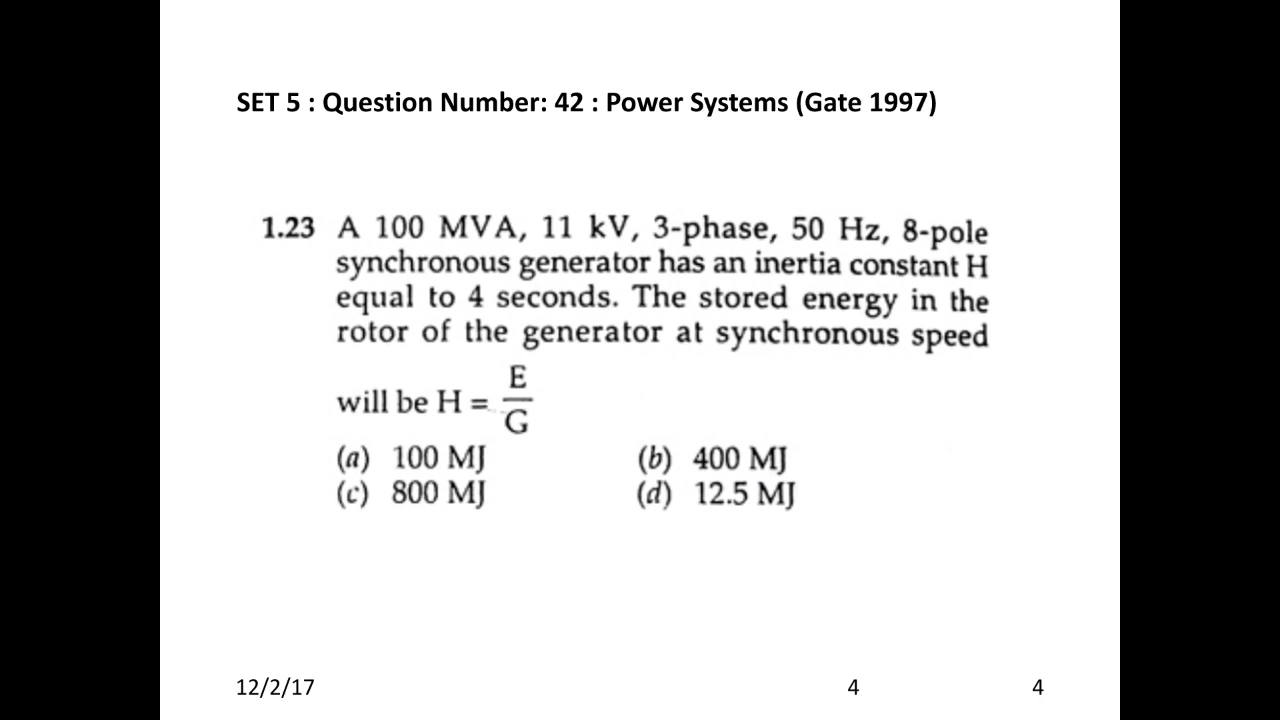 SET 5 : Question Number: 42 : Power Systems (Gate 1997)
1.23 A 100 MVA, 11 kV, 3-phase, 50 Hz, 8-pole
synchronous generator has an inertia constant H
equal to 4 seconds. The stored energy in the
rotor of the generator at synchronous speed
will be H = E/G
(a) 100 MJ (b) 400 MJ
(c) 800 MJ (d) 12.5 MJ
12/2/17 4 4